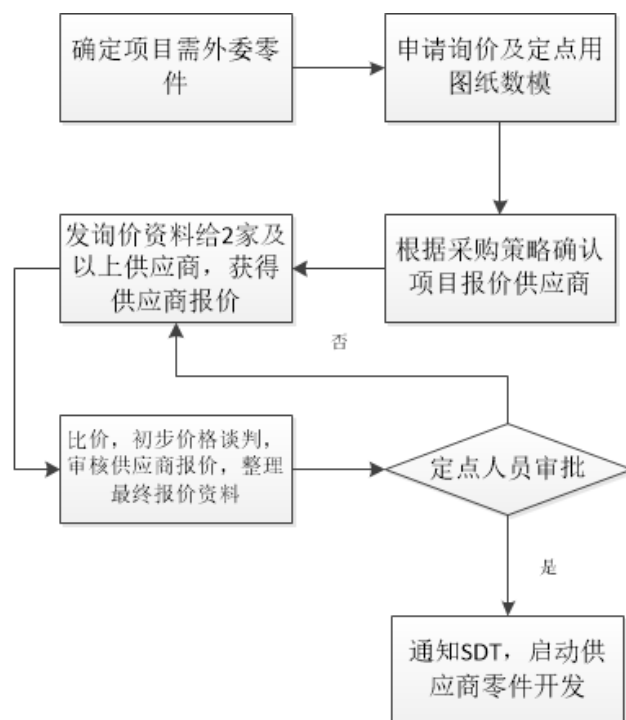 确定项目需外委零
件
申请询价及定点用
图纸数模
根据采购策略确认
项目报价供应商
发询价资料给2家及
以上供应商，获得
供应商报价
否
比价，初步价格谈判，
审核供应商报价，整理
最终报价资料
定点人员审批
是
通知SDT，启动供
应商零件开发